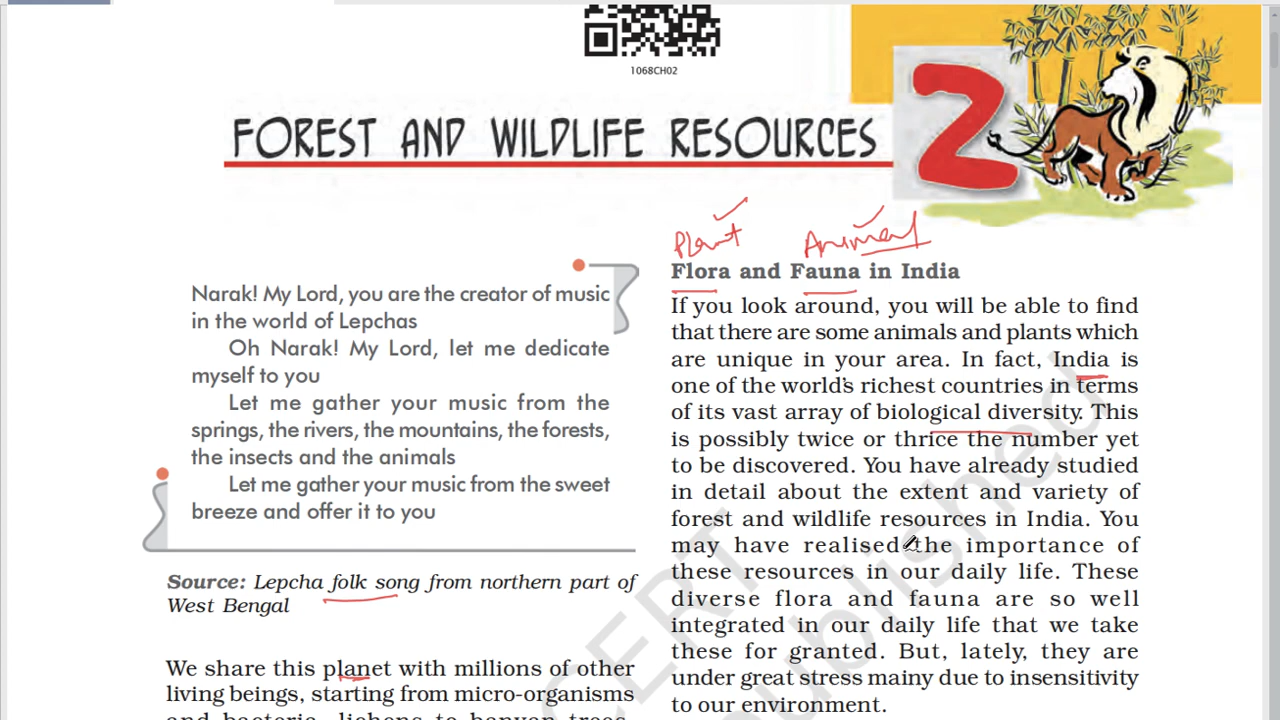 1068CH02
FOREST AND WILDLIFE RESOURCES
2
Narak! My Lord, you are the creator of music
in the world of Lepchas
Oh Narak! My Lord, let me dedicate
myself to you
Let me gather your music from the
springs, the rivers, the mountains, the forests,
the insects and the animals
Let me gather your music from the sweet
breeze and offer it to you
Source: Lepcha folk song from northern part of
West Bengal
We share this planet with millions of other
living beings, starting from micro-organisms
and bacteria, lichens to banyan trees,
Plant Animal
Flora and Fauna in India
If you look around, you will be able to find
that there are some animals and plants which
are unique in your area. In fact, India is
one of the world's richest countries in terms
of its vast array of biological diversity. This
is possibly twice or thrice the number yet
to be discovered. You have already studied
in detail about the extent and variety of
forest and wildlife resources in India. You
may have realised the importance of
these resources in our daily life. These
diverse flora and fauna are so well
integrated in our daily life that we take
these for granted. But, lately, they are
under great stress mainy due to insensitivity
to our environment.